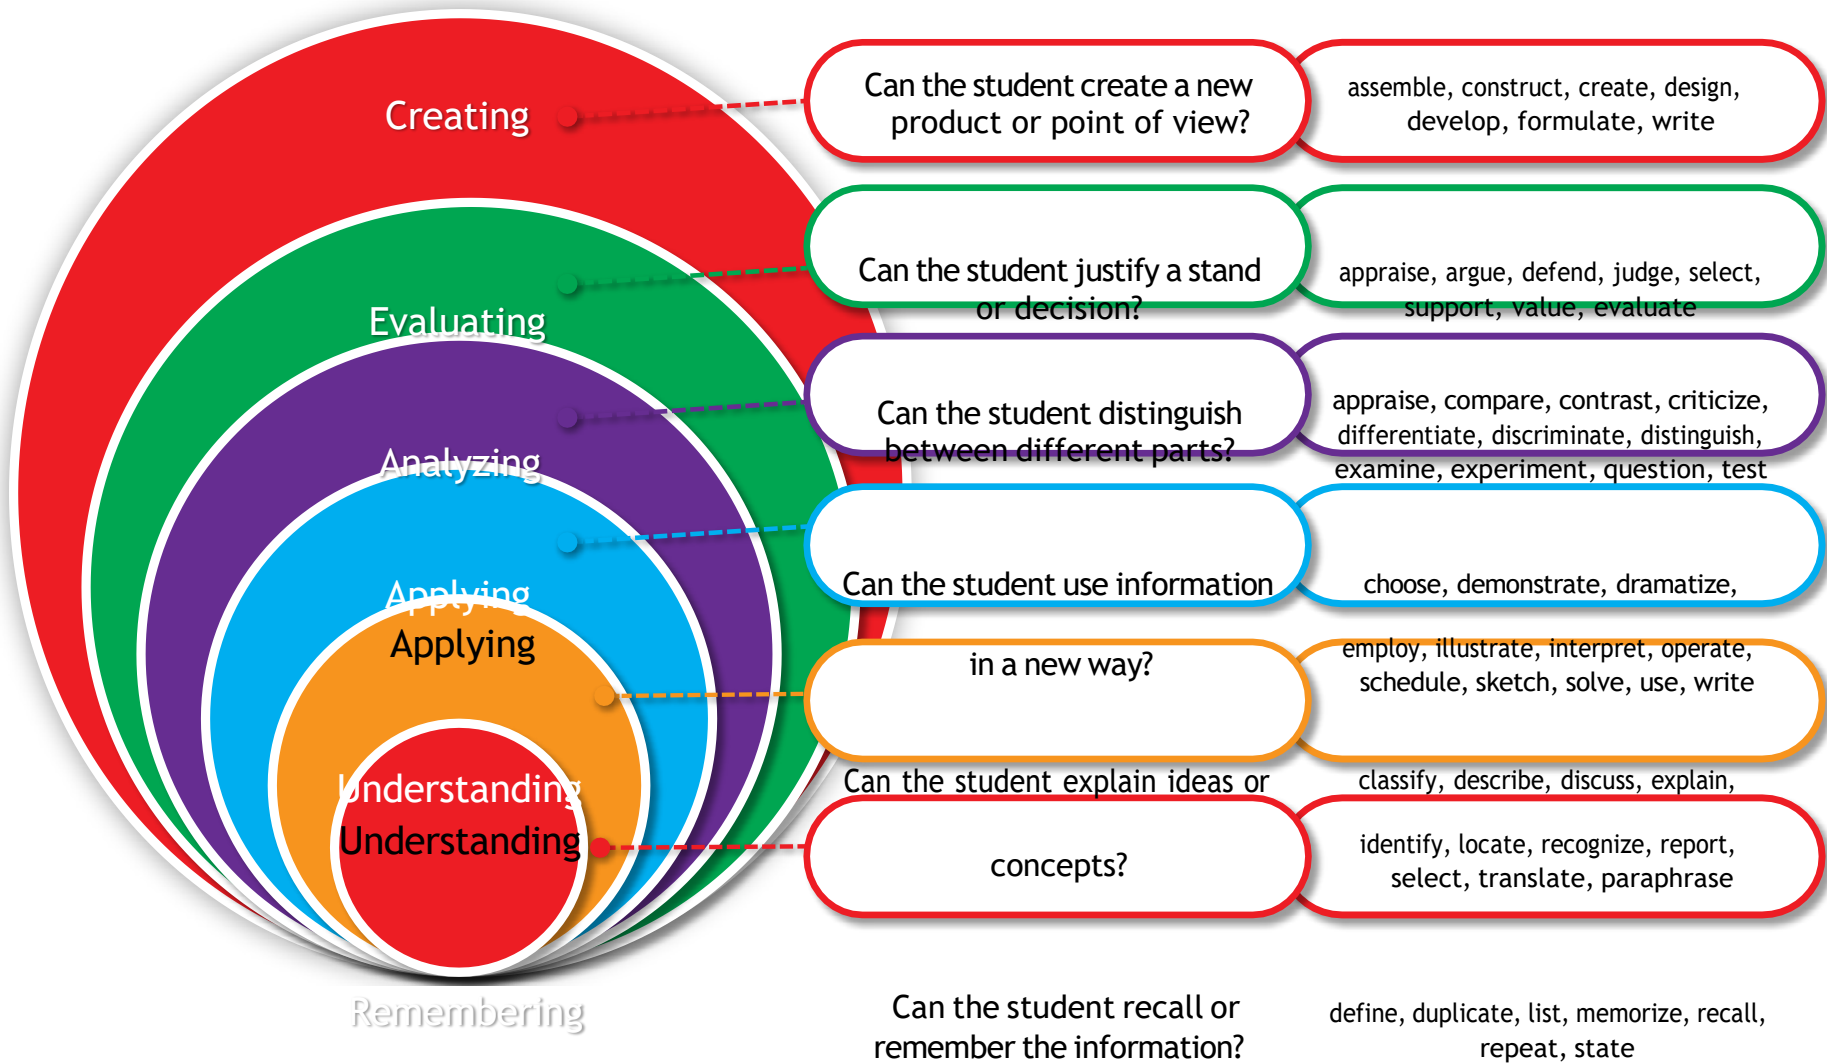 Creating
Can the student create a new
product or point of view?
assemble, construct, create, design,
develop, formulate, write
Evaluating
Can the student justify a stand
or decision?
appraise, argue, defend, judge, select,
support, value, evaluate
Analyzing
Can the student distinguish
between different parts?
appraise, compare, contrast, criticize,
differentiate, discriminate, distinguish,
examine, experiment, question, test
Applying
Applying
Can the student use information
in a new way?
choose, demonstrate, dramatize,
employ, illustrate, interpret, operate,
schedule, sketch, solve, use, write
Understanding
Understanding
Can the student explain ideas or
concepts?
classify, describe, discuss, explain,
identify, locate, recognize, report,
select, translate, paraphrase
Remembering
Can the student recall or
remember the information?
define, duplicate, list, memorize, recall,
repeat, state